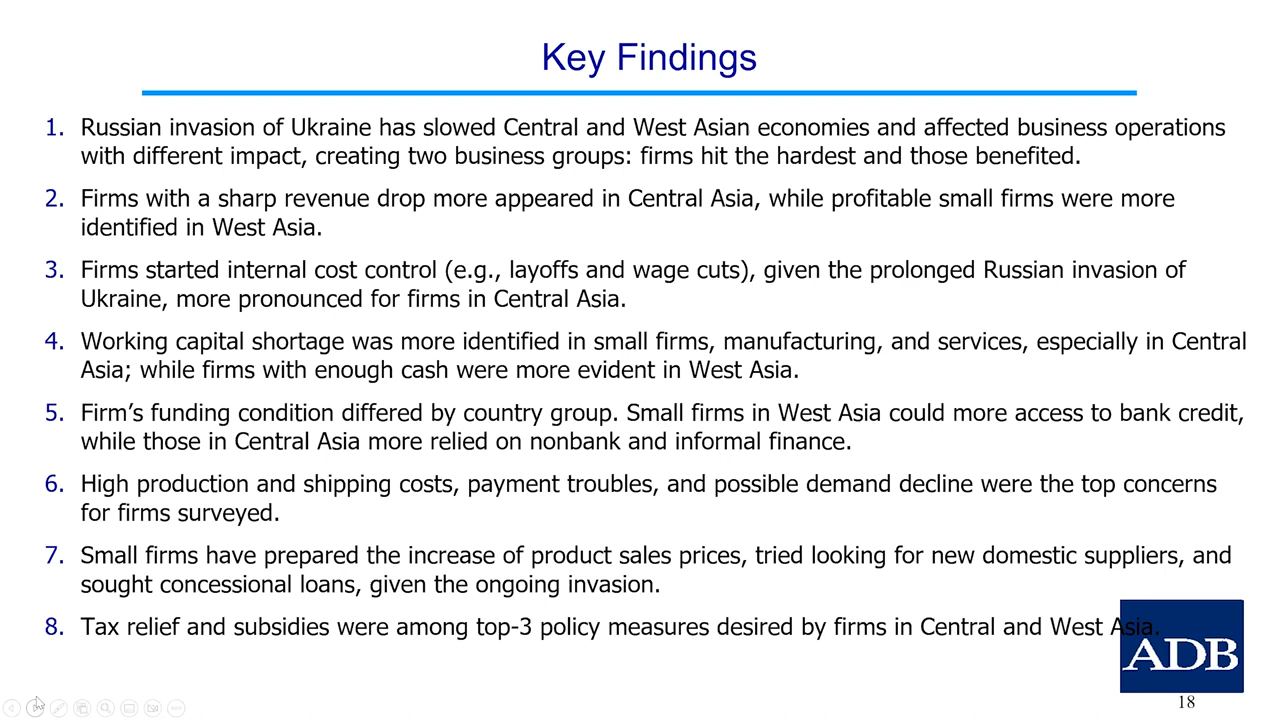 Key Findings
1. Russian invasion of Ukraine has slowed Central and West Asian economies and affected business operations
with different impact, creating two business groups: firms hit the hardest and those benefited.
2. Firms with a sharp revenue drop more appeared in Central Asia, while profitable small firms were more
identified in West Asia.
3. Firms started internal cost control (e.g., layoffs and wage cuts), given the prolonged Russian invasion of
Ukraine, more pronounced for firms in Central Asia.
4. Working capital shortage was more identified in small firms, manufacturing, and services, especially in Central
Asia; while firms with enough cash were more evident in West Asia.
5. Firm’s funding condition differed by country group. Small firms in West Asia could more access to bank credit,
while those in Central Asia more relied on nonbank and informal finance.
6. High production and shipping costs, payment troubles, and possible demand decline were the top concerns
for firms surveyed.
7. Small firms have prepared the increase of product sales prices, tried looking for new domestic suppliers, and
sought concessional loans, given the ongoing invasion.
8. Tax relief and subsidies were among top-3 policy measures desired by firms in Central and West Asia.
ADB
18